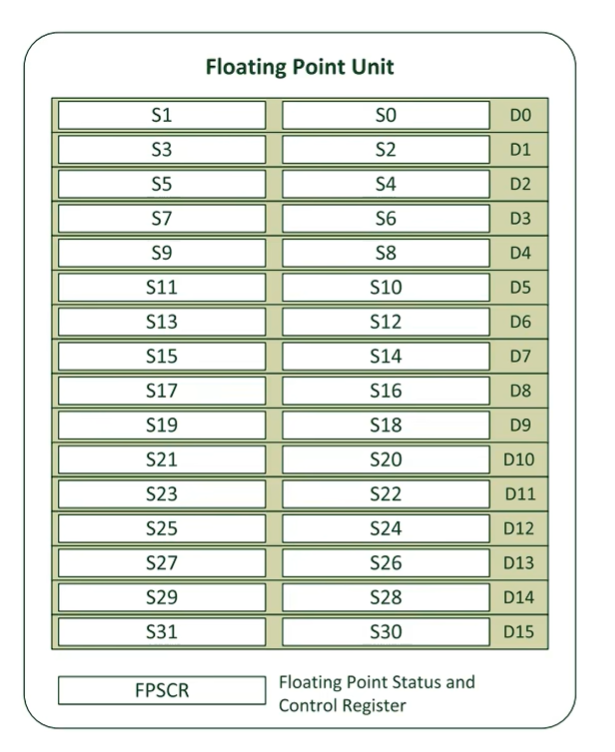 Floating Point Unit
S1 S0 D0
S3 S2 D1
S5 S4 D2
S7 S6 D3
S9 S8 D4
S11 S10 D5
S13 S12 D6
S15 S14 D7
S17 S16 D8
S19 S18 D9
S21 S20 D10
S23 S22 D11
S25 S24 D12
S27 S26 D13
S29 S28 D14
S31 S30 D15
FPSCR
Floating Point Status and
Control Register